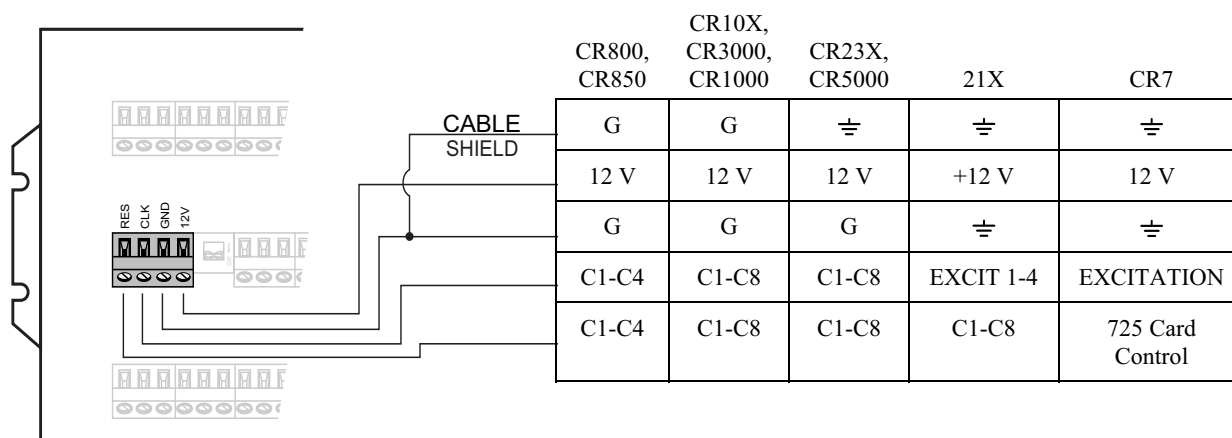 CR10X,
CR800, CR3000, CR23X,
CR850 CR1000 CR5000 21X CR7
CABLE G G ⏚ ⏚ ⏚
SHIELD
12 V 12 V 12 V +12 V 12 V
RES CLK GND 12V
G G G ⏚ ⏚
C1-C4 C1-C8 C1-C8 EXCIT 1-4 EXCITATION
C1-C4 C1-C8 C1-C8 C1-C8 725 Card
Control